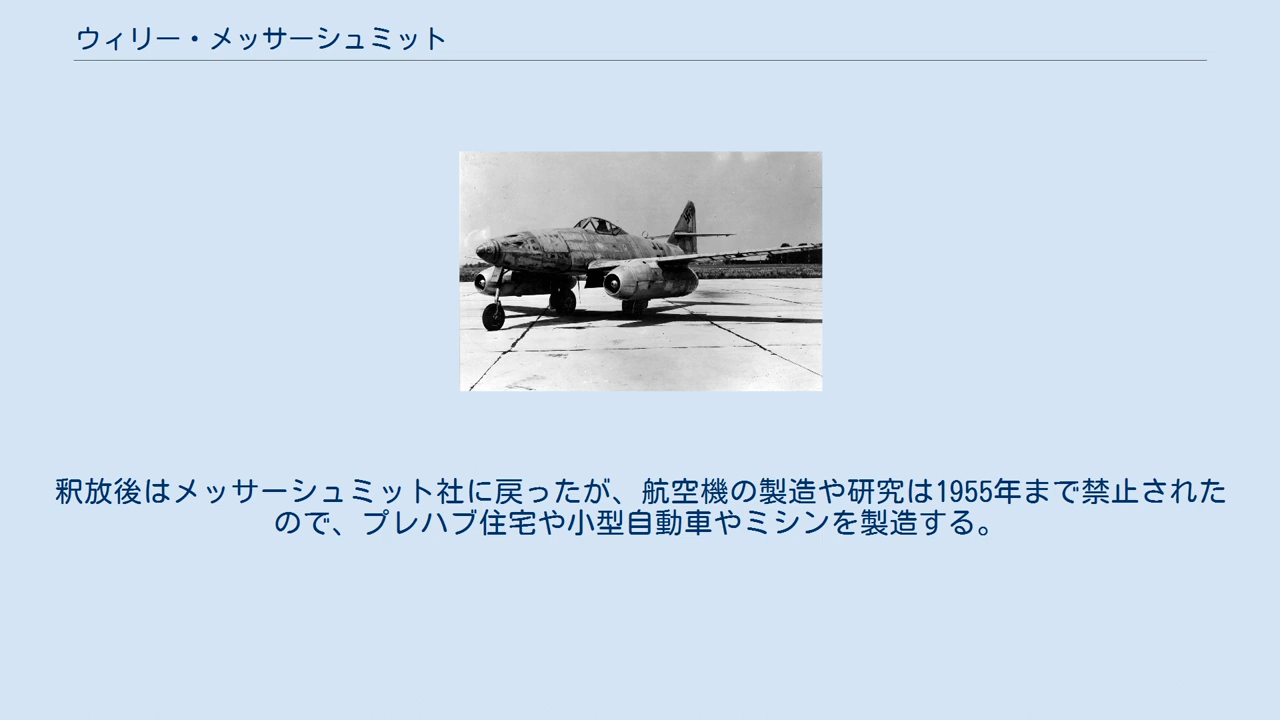 ウィリー・メッサーシュミット
釈放後はメッサーシュミット社に戻ったが、航空機の製造や研究は1955年まで禁止された
ので、プレハブ住宅や小型自動車やミシンを製造する。